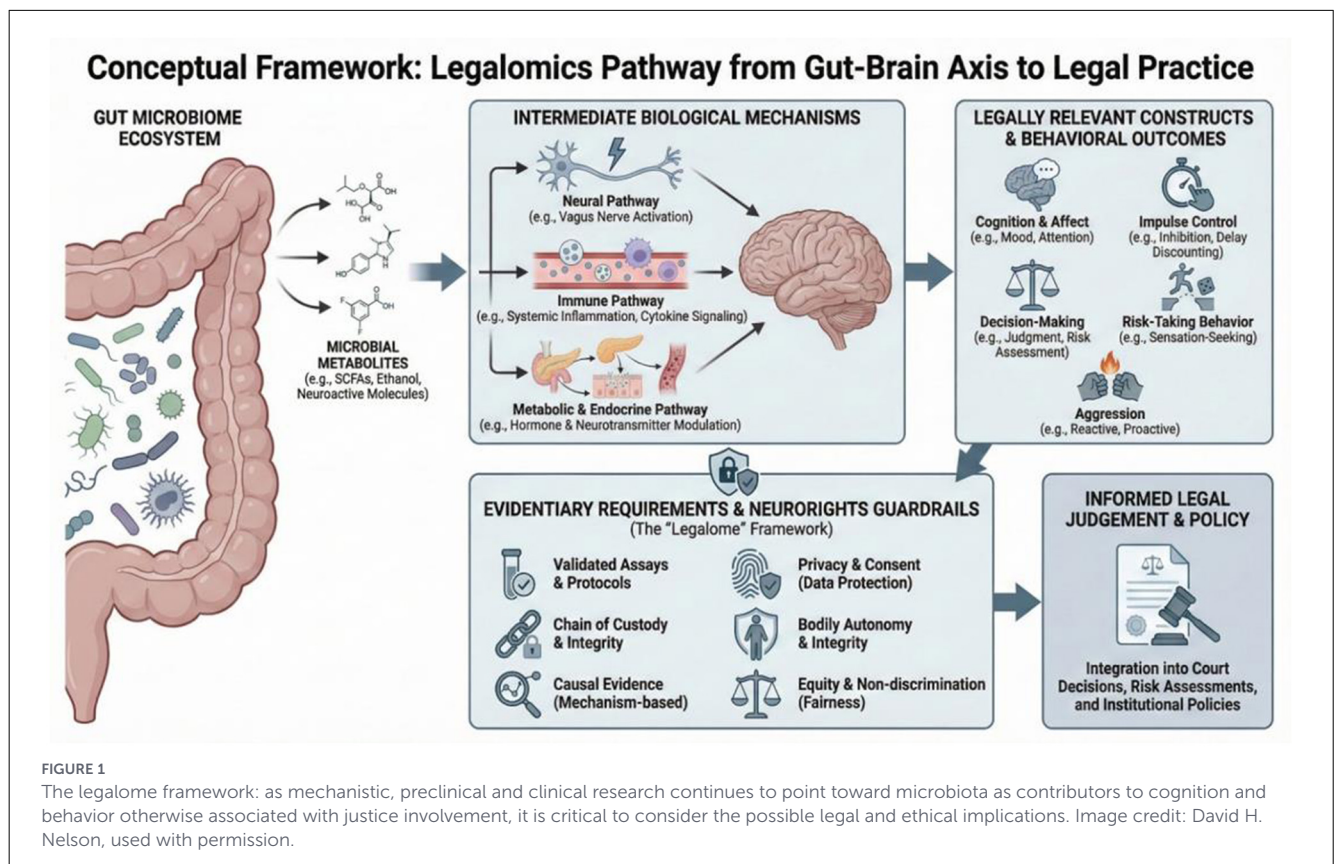 Conceptual Framework: Legalomics Pathway from Gut-Brain Axis to Legal Practice
GUT MICROBIOME
ECOSYSTEM
MICROBIAL
METABOLITES
(e.g., SCFAs, Ethanol,
Neuroactive Molecules)
INTERMEDIATE BIOLOGICAL MECHANISMS
Neural Pathway
(e.g., Vagus Nerve Activation)
Immune Pathway
(e.g., Systemic Inflammation, Cytokine Signaling)
Metabolic & Endocrine Pathway
(e.g., Hormone & Neurotransmitter Modulation)
LEGALLY RELEVANT CONSTRUCTS
& BEHAVIORAL OUTCOMES
Cognition & Affect
(e.g., Mood, Attention)
Impulse Control
(e.g., Inhibition, Delay
Discounting)
Decision-Making
(e.g., Judgment, Risk
Assessment)
Risk-Taking Behavior
(e.g., Sensation-Seeking)
Aggression
(e.g., Reactive, Proactive)
EVIDENTIARY REQUIREMENTS & NEURORIGHTS GUARDRAILS
(The “Legalome” Framework)
Validated Assays
& Protocols
Privacy & Consent
(Data Protection)
Chain of Custody
& Integrity
Bodily Autonomy
& Integrity
Causal Evidence
(Mechanism-based)
Equity & Non-discrimination
(Fairness)
INFORMED LEGAL
JUDGEMENT & POLICY
Integration into Court
Decisions, Risk Assessments,
and Institutional Policies
FIGURE 1
The legalome framework: as mechanistic, preclinical and clinical research continues to point toward microbiota as contributors to cognition and
behavior otherwise associated with justice involvement, it is critical to consider the possible legal and ethical implications. Image credit: David H.
Nelson, used with permission.